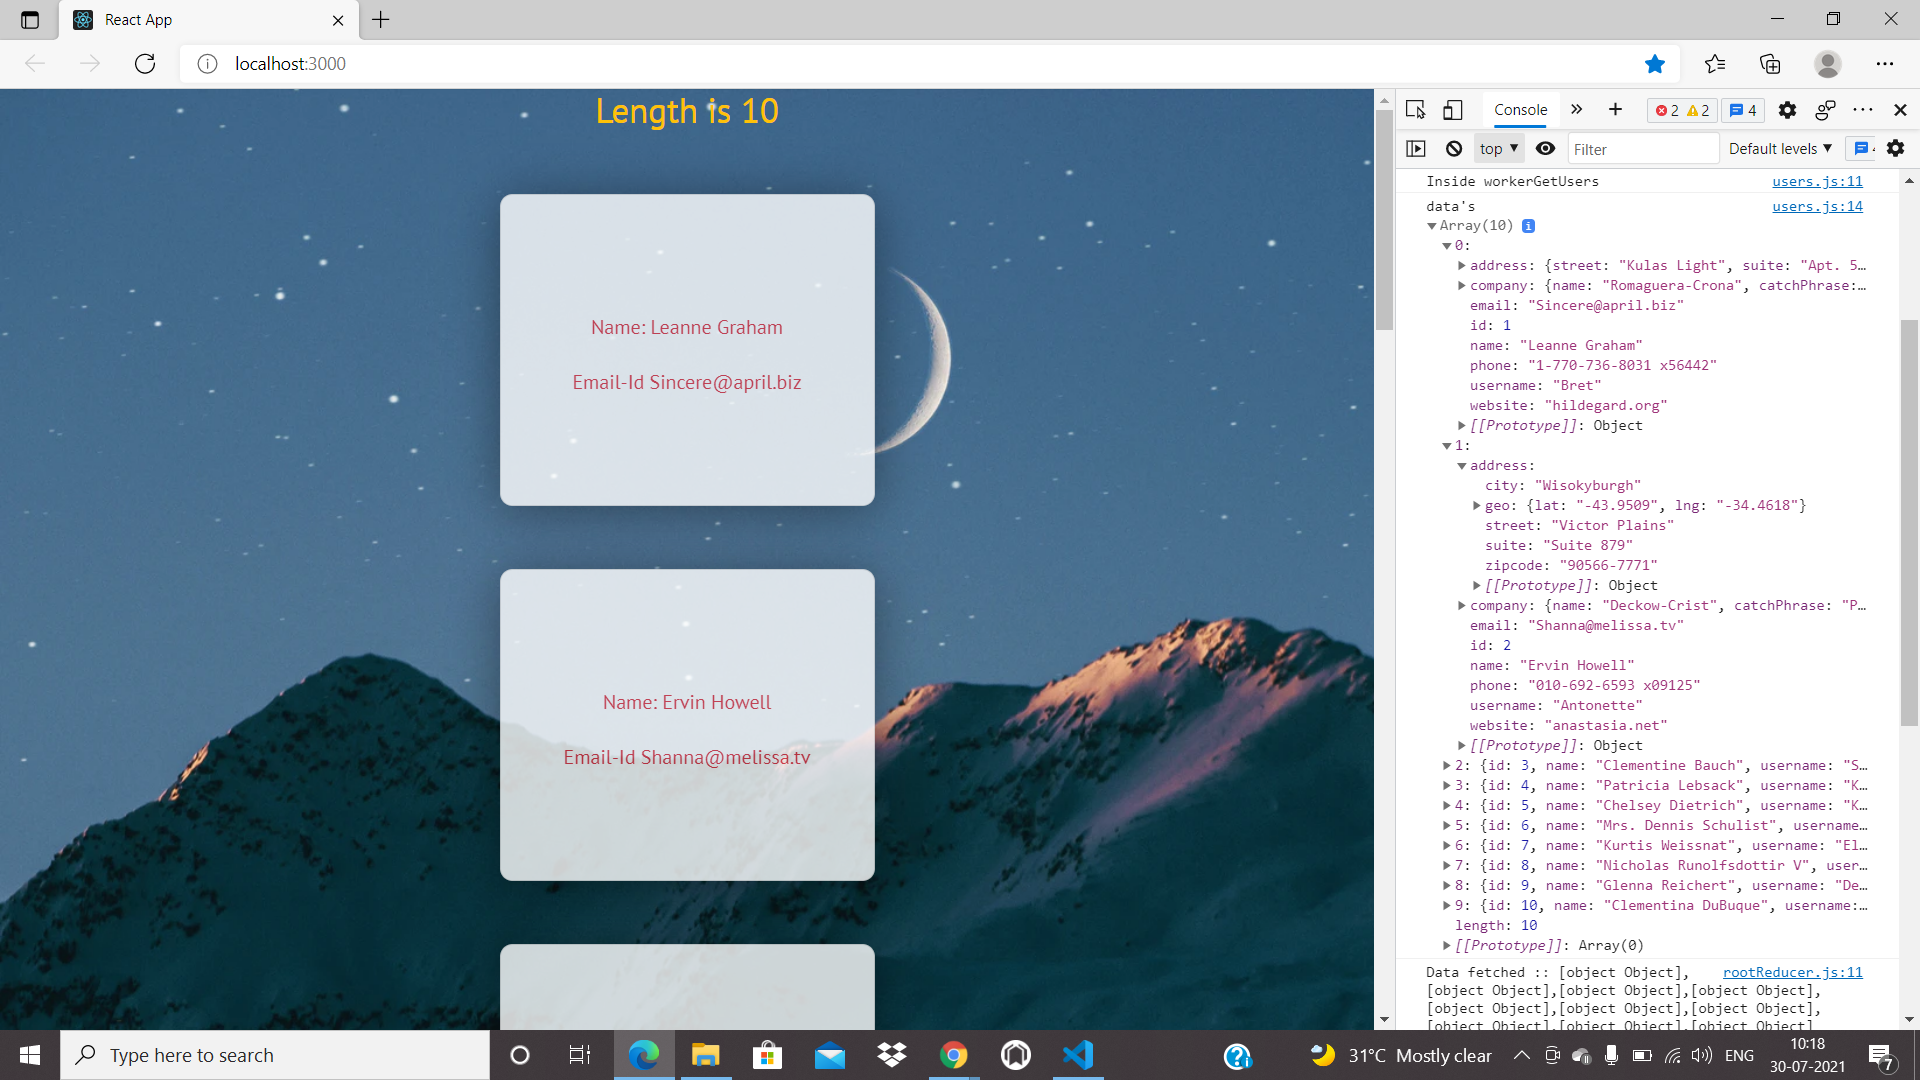 React App
localhost:3000
Length is 10
Name: Leanne Graham
Email-Id Sincere@april.biz
Name: Ervin Howell
Email-Id Shanna@melissa.tv
Console
2 2
4
top
Filter
Default levels
Inside workerGetUsers users.js:11
data's users.js:14
Array(10)
0:
address: {street: "Kulas Light", suite: "Apt. 5…
company: {name: "Romaguera-Crona", catchPhrase:…
email: "Sincere@april.biz"
id: 1
name: "Leanne Graham"
phone: "1-770-736-8031 x56442"
username: "Bret"
website: "hildegard.org"
[[Prototype]]: Object
1:
address:
city: "Wisokyburgh"
geo: {lat: "-43.9509", lng: "-34.4618"}
street: "Victor Plains"
suite: "Suite 879"
zipcode: "90566-7771"
[[Prototype]]: Object
company: {name: "Deckow-Crist", catchPhrase: "P…
email: "Shanna@melissa.tv"
id: 2
name: "Ervin Howell"
phone: "010-692-6593 x09125"
username: "Antonette"
website: "anastasia.net"
[[Prototype]]: Object
2: {id: 3, name: "Clementine Bauch", username: "S…
3: {id: 4, name: "Patricia Lebsack", username: "K…
4: {id: 5, name: "Chelsey Dietrich", username: "K…
5: {id: 6, name: "Mrs. Dennis Schulist", username…
6: {id: 7, name: "Kurtis Weissnat", username: "El…
7: {id: 8, name: "Nicholas Runolfsdottir V", user…
8: {id: 9, name: "Glenna Reichert", username: "De…
9: {id: 10, name: "Clementina DuBuque", username:…
length: 10
[[Prototype]]: Array(0)
Data fetched :: [object Object], rootReducer.js:11
[object Object],[object Object],[object Object],
[object Object],[object Object],[object Object],
[object Object],[object Object],[object Object]
Type here to search
31°C Mostly clear
ENG
10:18
30-07-2021
7